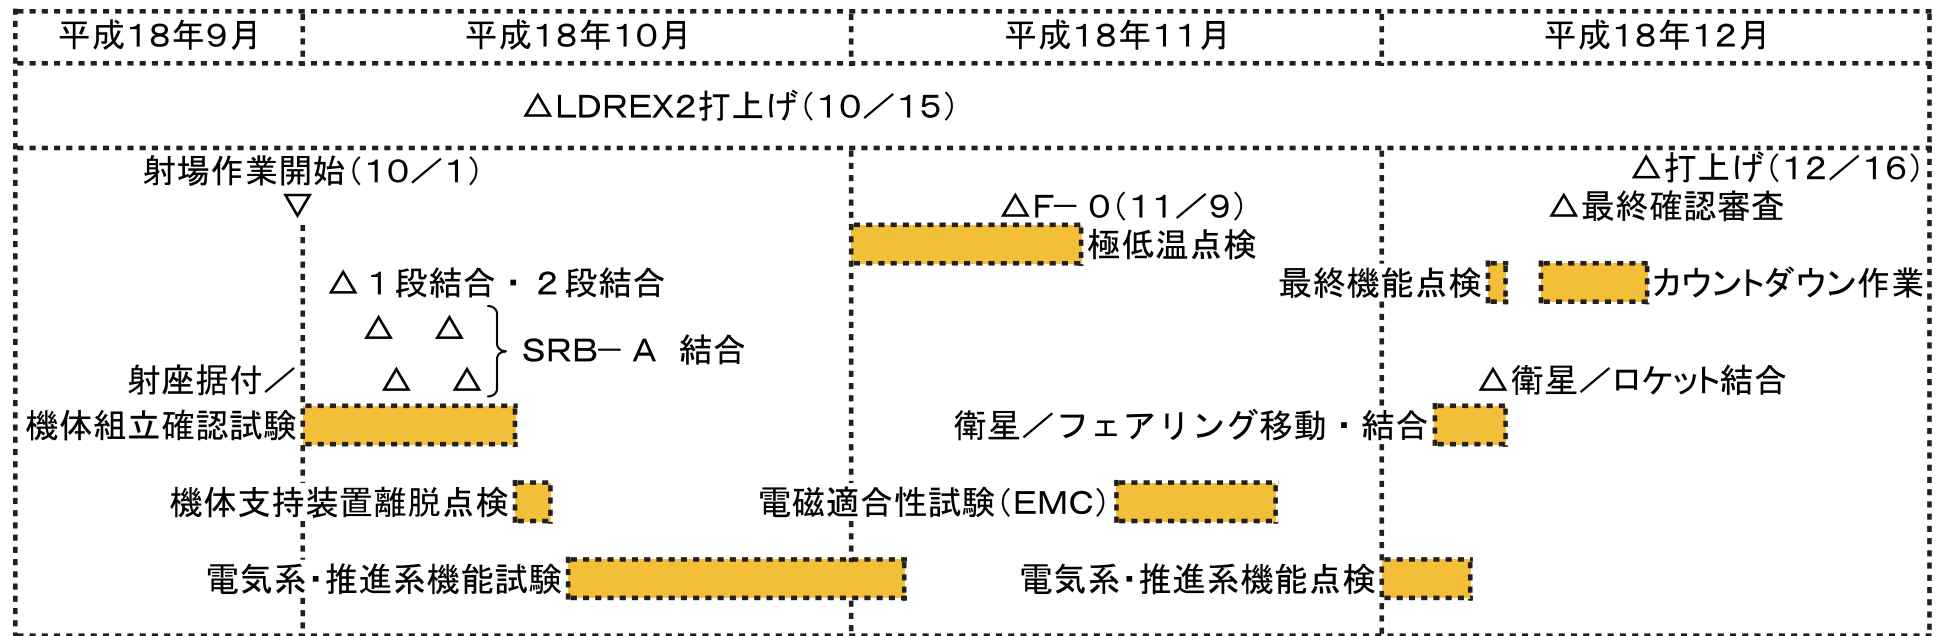 平成18年9月 平成18年10月 平成18年11月 平成18年12月
△LDREX2打上げ(10／15)
射場作業開始(10／1)
▽
△打上げ(12／16)
△F－0(11／9)
△最終確認審査
極低温点検
△1段結合・2段結合
最終機能点検
カウントダウン作業
△ △
SRB－A 結合
△ △
射座据付／
機体組立確認試験
△衛星／ロケット結合
衛星／フェアリング移動・結合
機体支持装置離脱点検
電磁適合性試験(EMC)
電気系・推進系機能試験
電気系・推進系機能点検